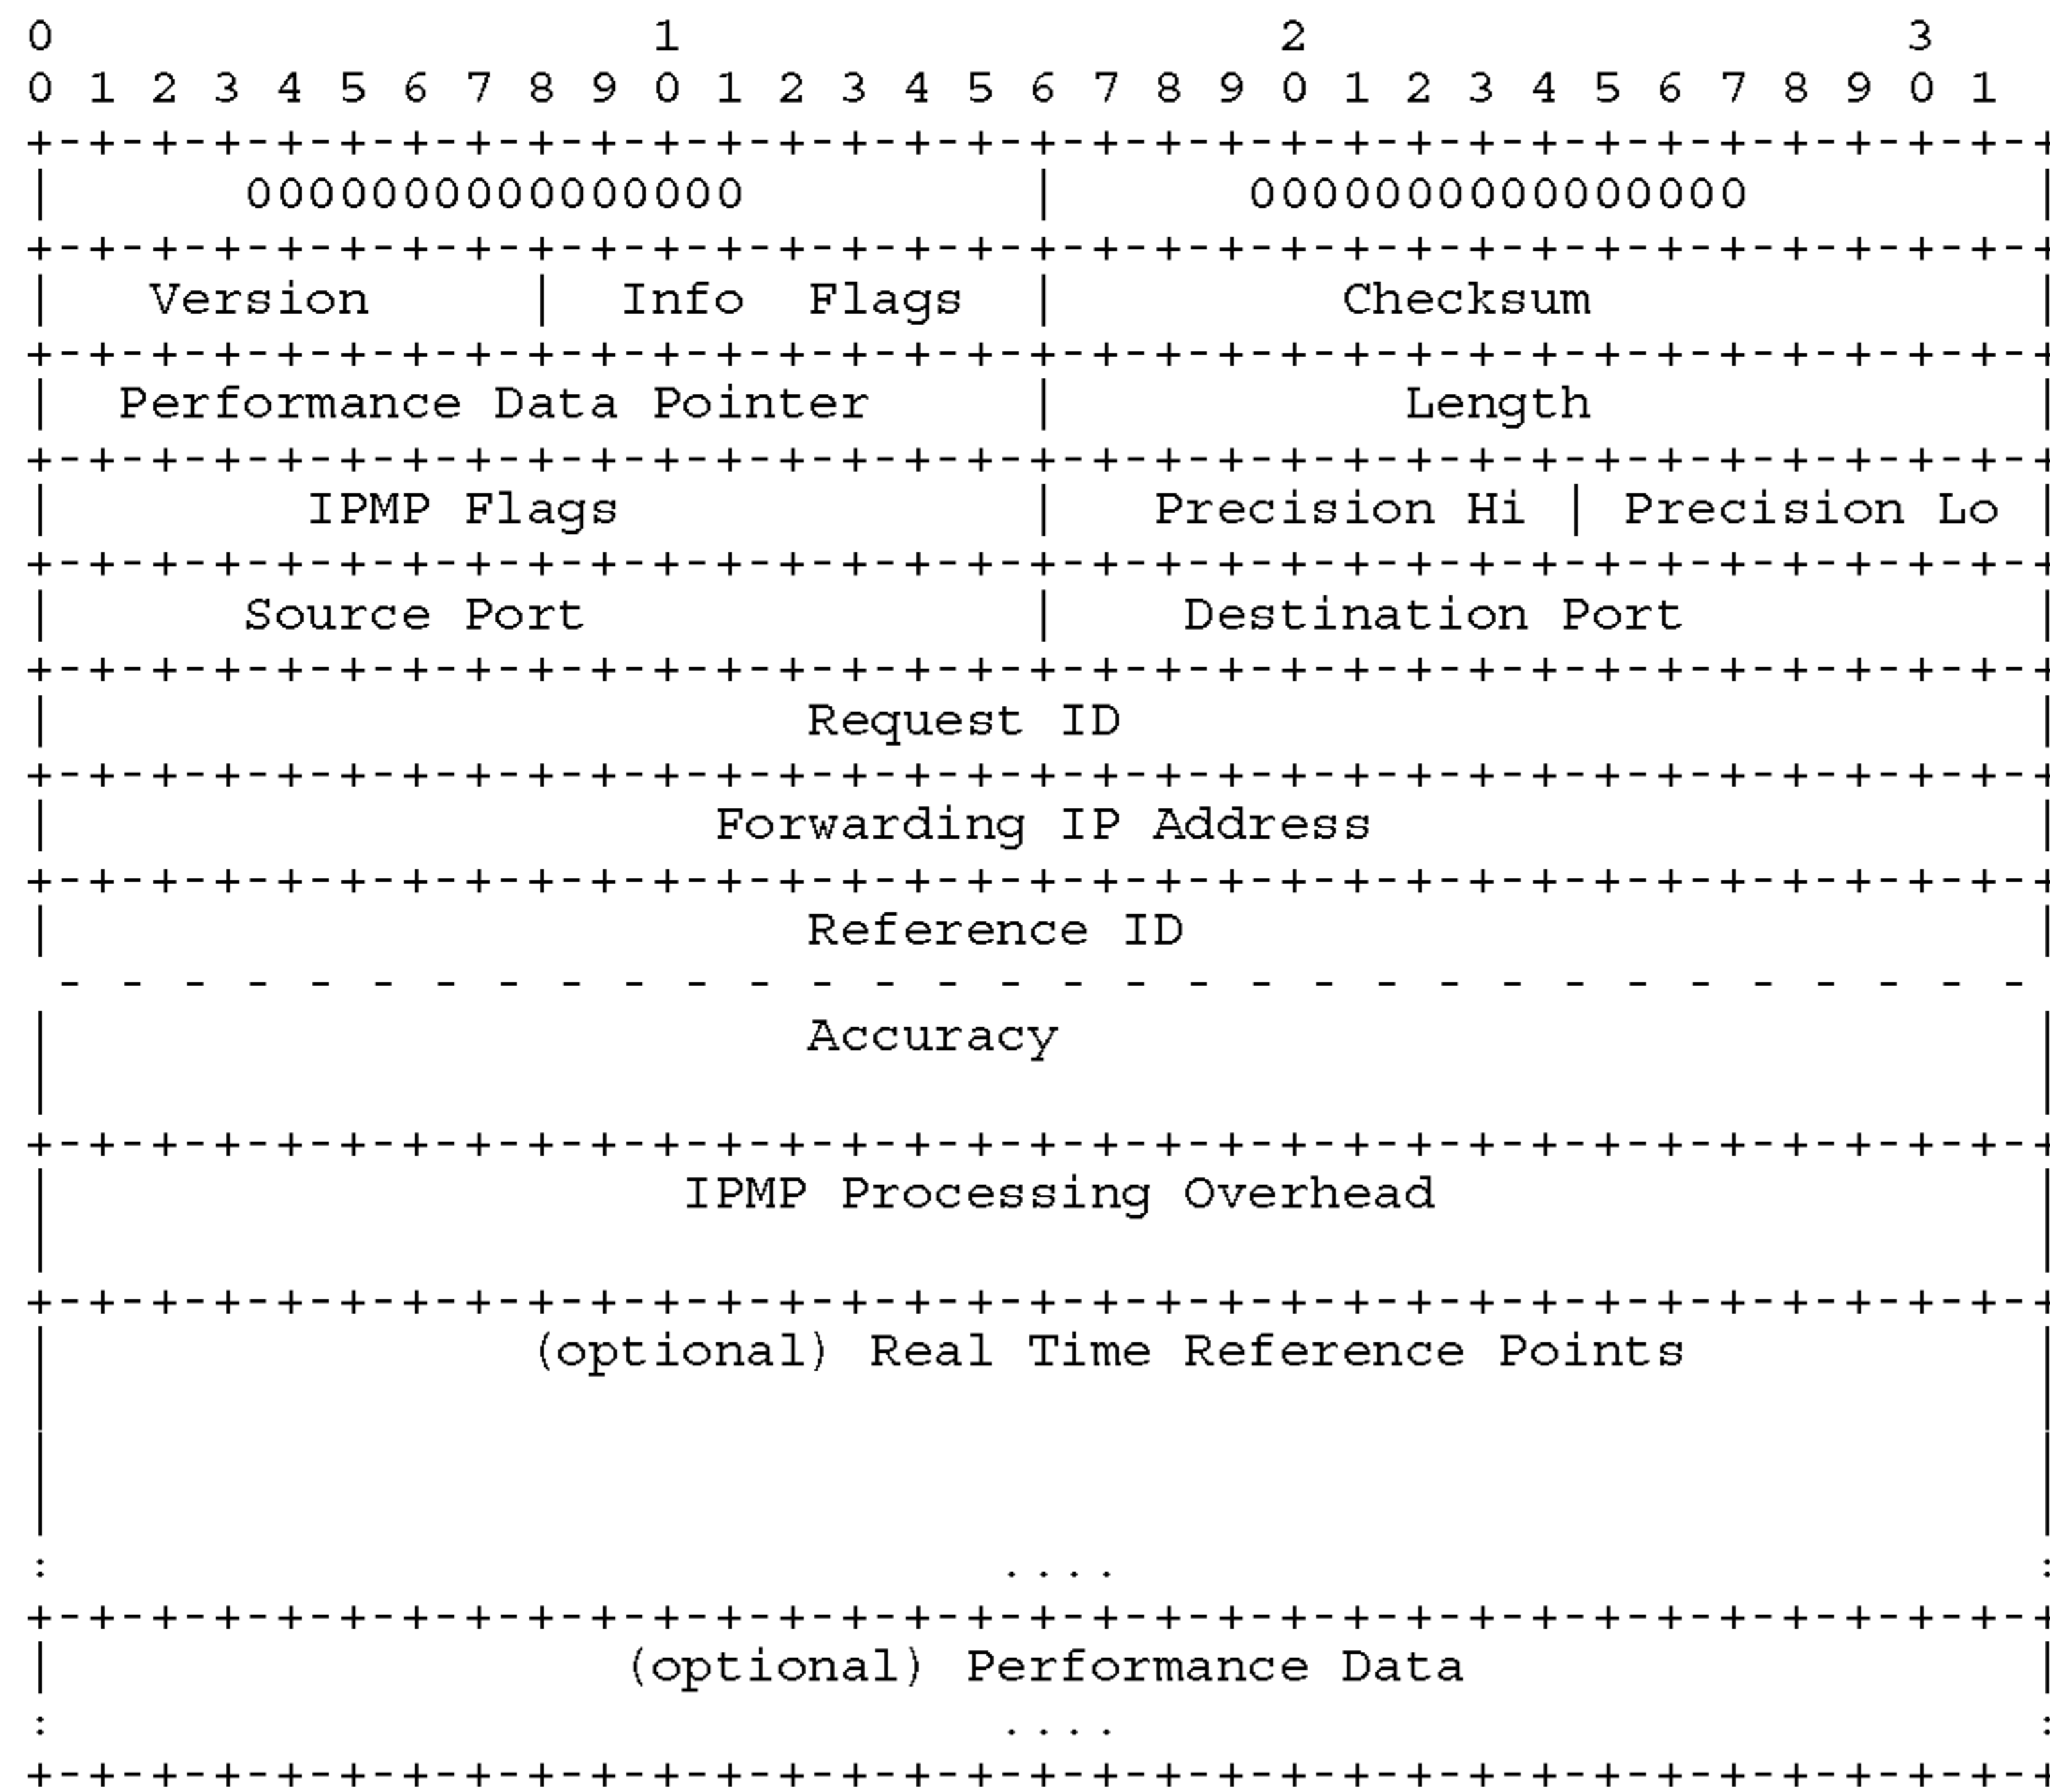 0                   1                   2                   3
0 1 2 3 4 5 6 7 8 9 0 1 2 3 4 5 6 7 8 9 0 1 2 3 4 5 6 7 8 9 0 1
+-+-+-+-+-+-+-+-+-+-+-+-+-+-+-+-+-+-+-+-+-+-+-+-+-+-+-+-+-+-+-+-+
|      0000000000000000         |      0000000000000000         |
+-+-+-+-+-+-+-+-+-+-+-+-+-+-+-+-+-+-+-+-+-+-+-+-+-+-+-+-+-+-+-+-+
|   Version     |  Info  Flags  |         Checksum              |
+-+-+-+-+-+-+-+-+-+-+-+-+-+-+-+-+-+-+-+-+-+-+-+-+-+-+-+-+-+-+-+-+
|  Performance Data Pointer     |           Length              |
+-+-+-+-+-+-+-+-+-+-+-+-+-+-+-+-+-+-+-+-+-+-+-+-+-+-+-+-+-+-+-+-+
|        IPMP Flags             |   Precision Hi | Precision Lo |
+-+-+-+-+-+-+-+-+-+-+-+-+-+-+-+-+-+-+-+-+-+-+-+-+-+-+-+-+-+-+-+-+
|      Source Port              |    Destination Port           |
+-+-+-+-+-+-+-+-+-+-+-+-+-+-+-+-+-+-+-+-+-+-+-+-+-+-+-+-+-+-+-+-+
|                        Request ID                             |
+-+-+-+-+-+-+-+-+-+-+-+-+-+-+-+-+-+-+-+-+-+-+-+-+-+-+-+-+-+-+-+-+
|                     Forwarding IP Address                     |
+-+-+-+-+-+-+-+-+-+-+-+-+-+-+-+-+-+-+-+-+-+-+-+-+-+-+-+-+-+-+-+-+
|                        Reference ID                           |
 - - - - - - - - - - - - - - - - - - - - - - - - - - - - - - - -
|                        Accuracy                               |
|                                                               |
+-+-+-+-+-+-+-+-+-+-+-+-+-+-+-+-+-+-+-+-+-+-+-+-+-+-+-+-+-+-+-+-+
|                    IPMP Processing Overhead                   |
|                                                               |
+-+-+-+-+-+-+-+-+-+-+-+-+-+-+-+-+-+-+-+-+-+-+-+-+-+-+-+-+-+-+-+-+
|               (optional) Real Time Reference Points           |
|                                                               |
|                                                               |
|                                                               |
:                              ....                             :
+-+-+-+-+-+-+-+-+-+-+-+-+-+-+-+-+-+-+-+-+-+-+-+-+-+-+-+-+-+-+-+-+
|                  (optional) Performance Data                  |
:                              ....                             :
+-+-+-+-+-+-+-+-+-+-+-+-+-+-+-+-+-+-+-+-+-+-+-+-+-+-+-+-+-+-+-+-+